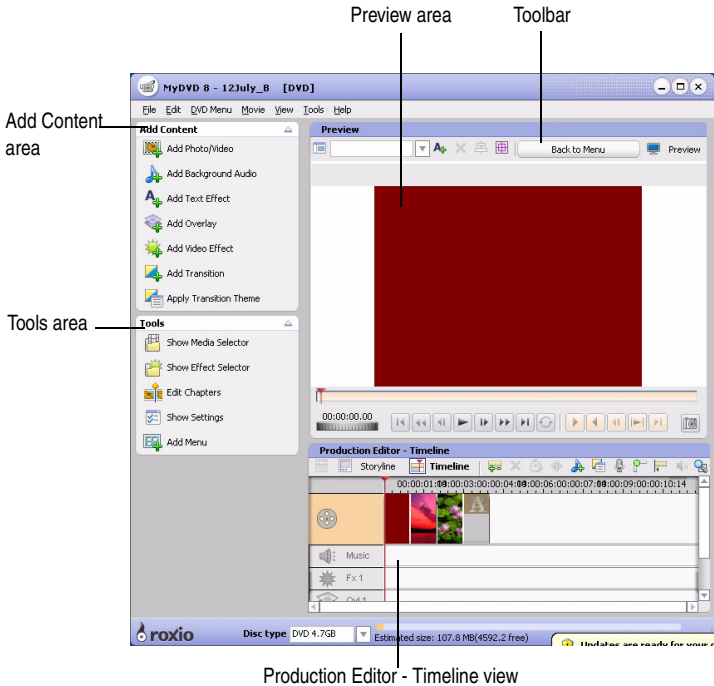 Preview area
Toolbar
MyDVD 8 - 12July_B [DVD]
File Edit DVD Menu Movie View Tools Help
Add Content area
Add Content
Add Photo/Video
Add Background Audio
Add Text Effect
Add Overlay
Add Video Effect
Add Transition
Apply Transition Theme
Preview
Back to Menu
Preview
Tools area
Tools
Show Media Selector
Show Effect Selector
Edit Chapters
Show Settings
Add Menu
00:00:00.00
Production Editor - Timeline
Storyline
Timeline
Music
Fx 1
Ovl 1
roxio
Disc type DVD 4.7GB
Estimated size: 107.8 MB(4592.2 free)
Updates are ready for your
Production Editor - Timeline view